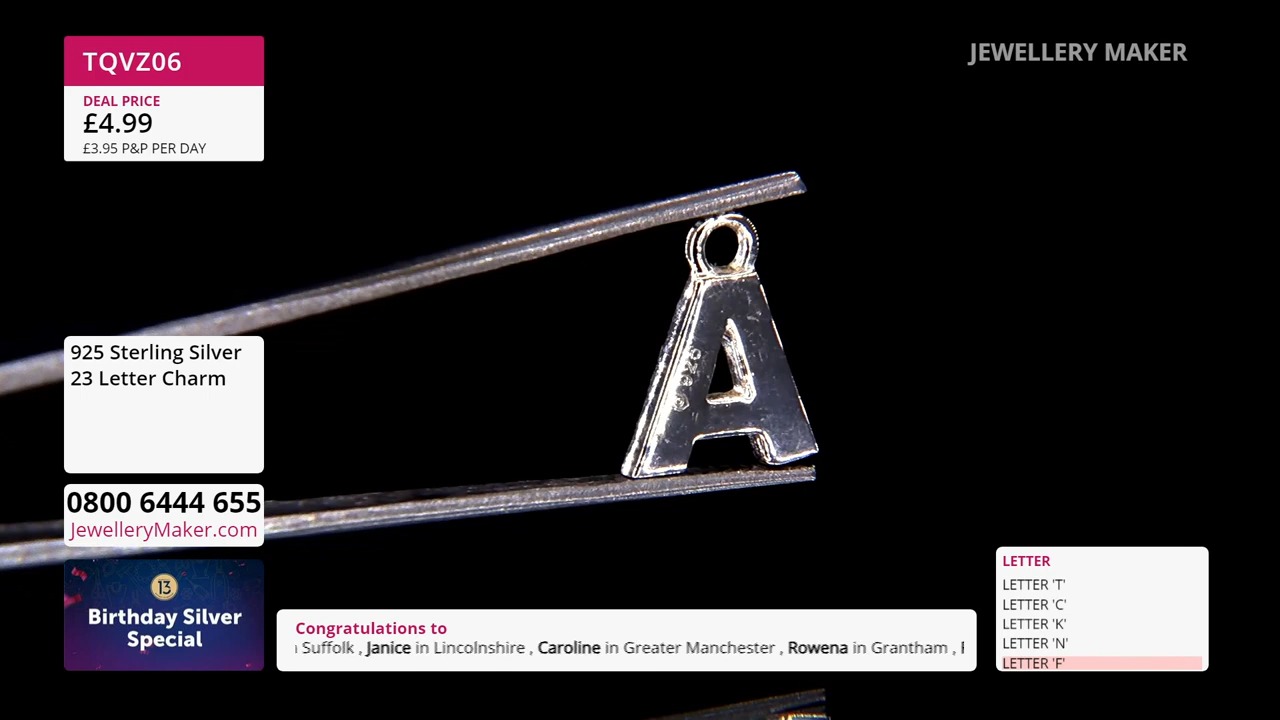 TQVZ06
DEAL PRICE
£4.99
£3.95 P&P PER DAY
JEWELLERY MAKER
925
925 Sterling Silver
23 Letter Charm
0800 6444 655
JewelleryMaker.com
13
Birthday Silver
Special
Congratulations to
Suffolk , Janice in Lincolnshire , Caroline in Greater Manchester , Rowena in Grantham ,
LETTER
LETTER 'T'
LETTER 'C'
LETTER 'K'
LETTER 'N'
LETTER 'F'
A